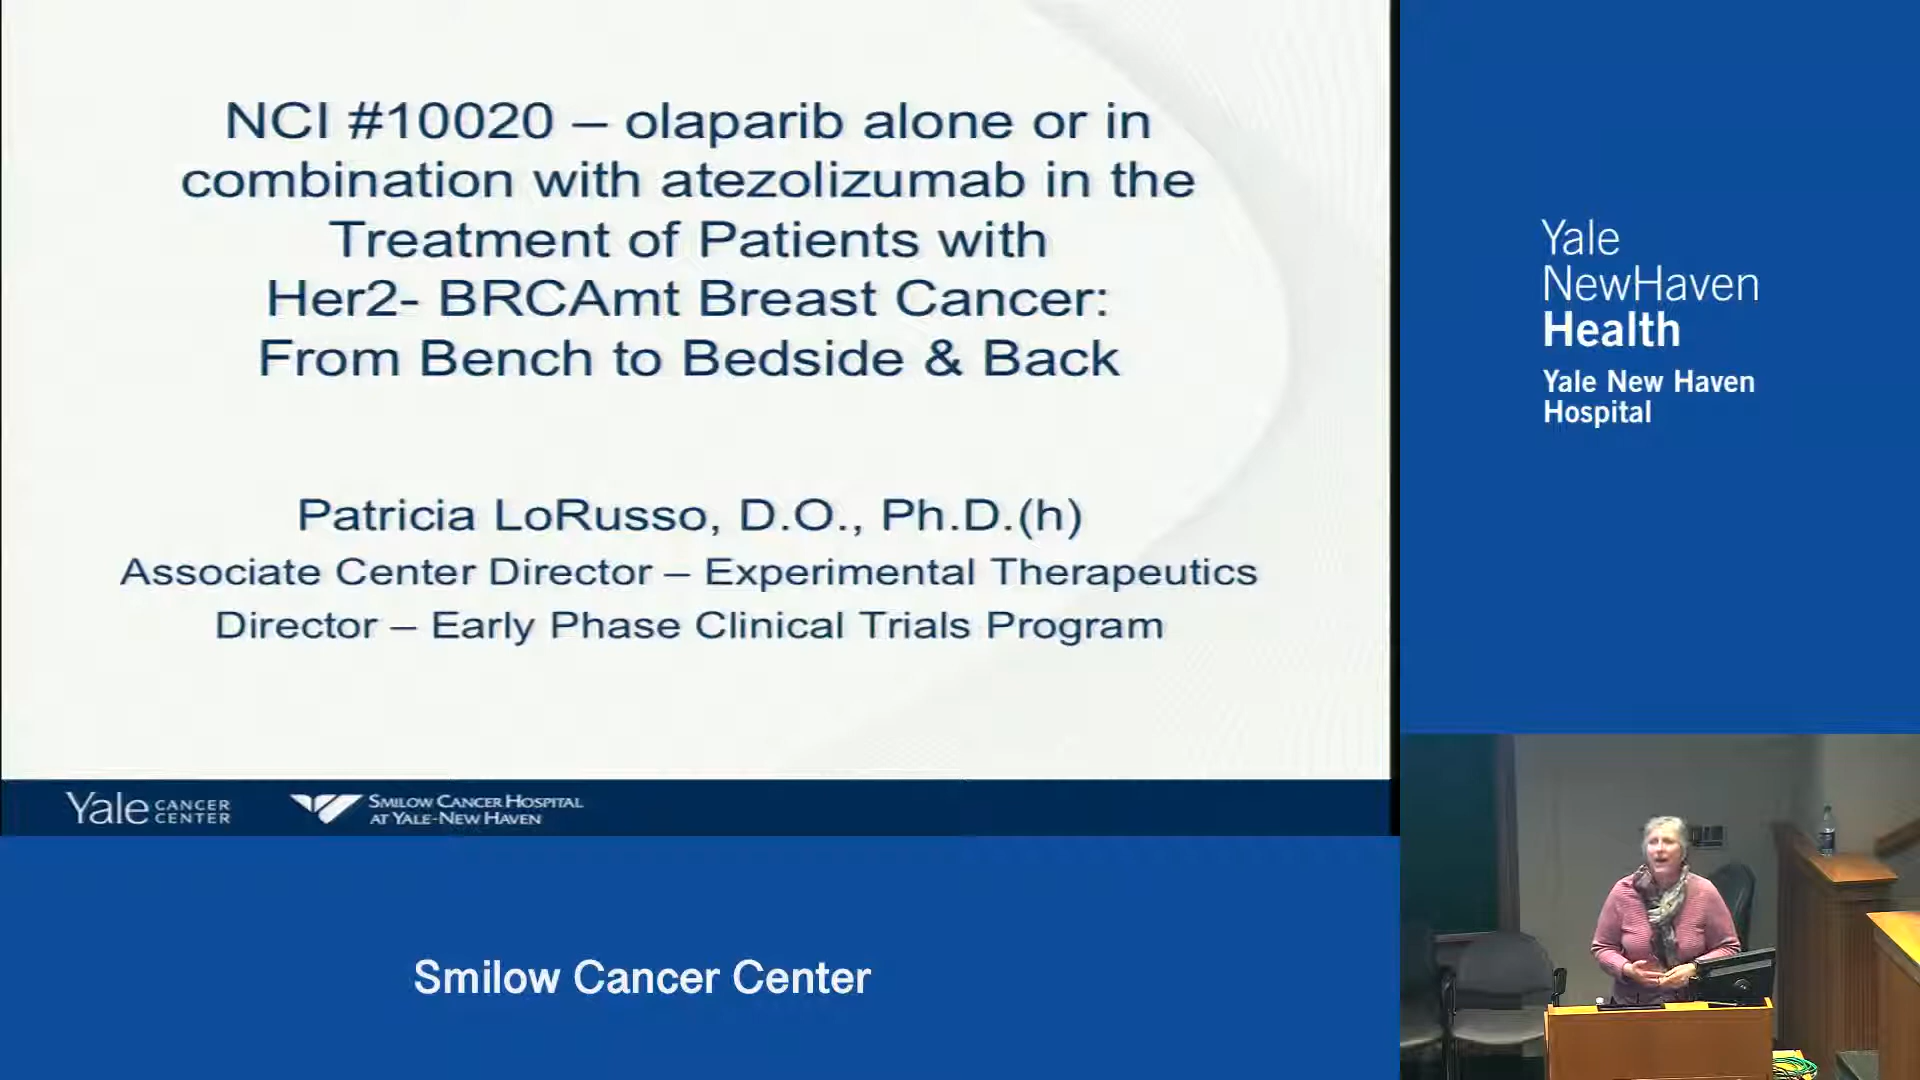 NCI #10020 – olaparib alone or in
combination with atezolizumab in the
Treatment of Patients with
Her2- BRCAmt Breast Cancer:
From Bench to Bedside & Back
Patricia LoRusso, D.O., Ph.D.(h)
Associate Center Director – Experimental Therapeutics
Director – Early Phase Clinical Trials Program
Yale CANCER
CENTER
SMILOW CANCER HOSPITAL
AT YALE-NEW HAVEN
Yale
NewHaven
Health
Yale New Haven
Hospital
Smilow Cancer Center